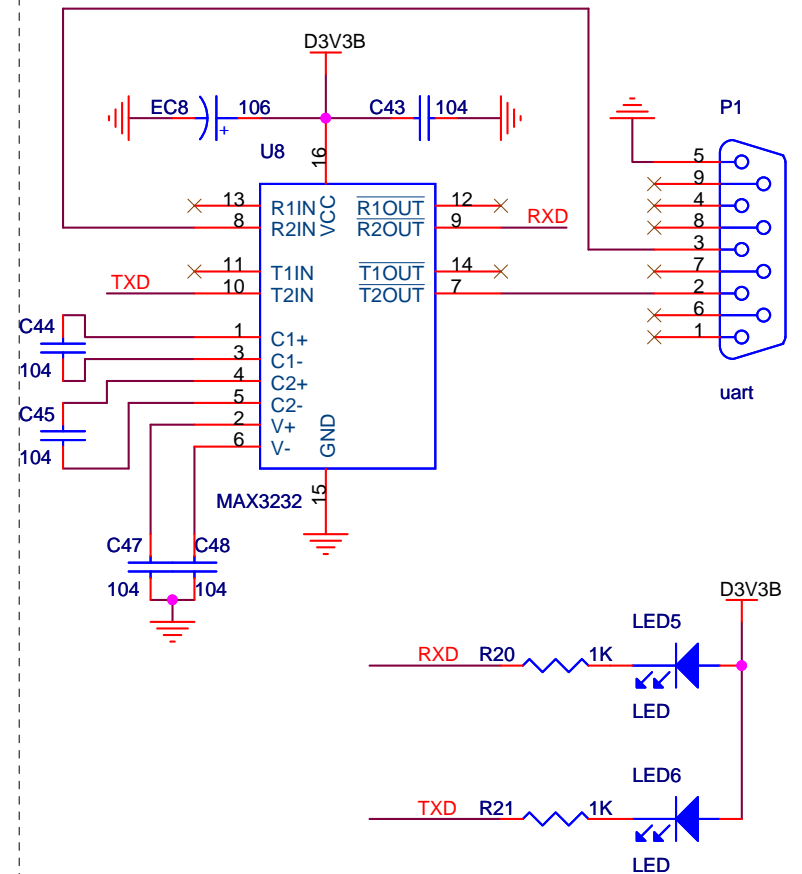 D3V3B
EC8 106 C43 104 P1
U8
16
VCC
13 R1IN R1OUT 12
8 R2IN R2OUT 9 RXD
11 T1IN T1OUT 14
TXD 10 T2IN T2OUT 7
5
9
4
8
3
7
2
6
1
uart
C44
104
1 C1+
3 C1-
4 C2+
C45
104
5 C2-
2 V+
6 V-
GND
15
MAX3232
C47 C48
104 104
D3V3B
LED5
RXD R20 1K
LED
LED6
TXD R21 1K
LED